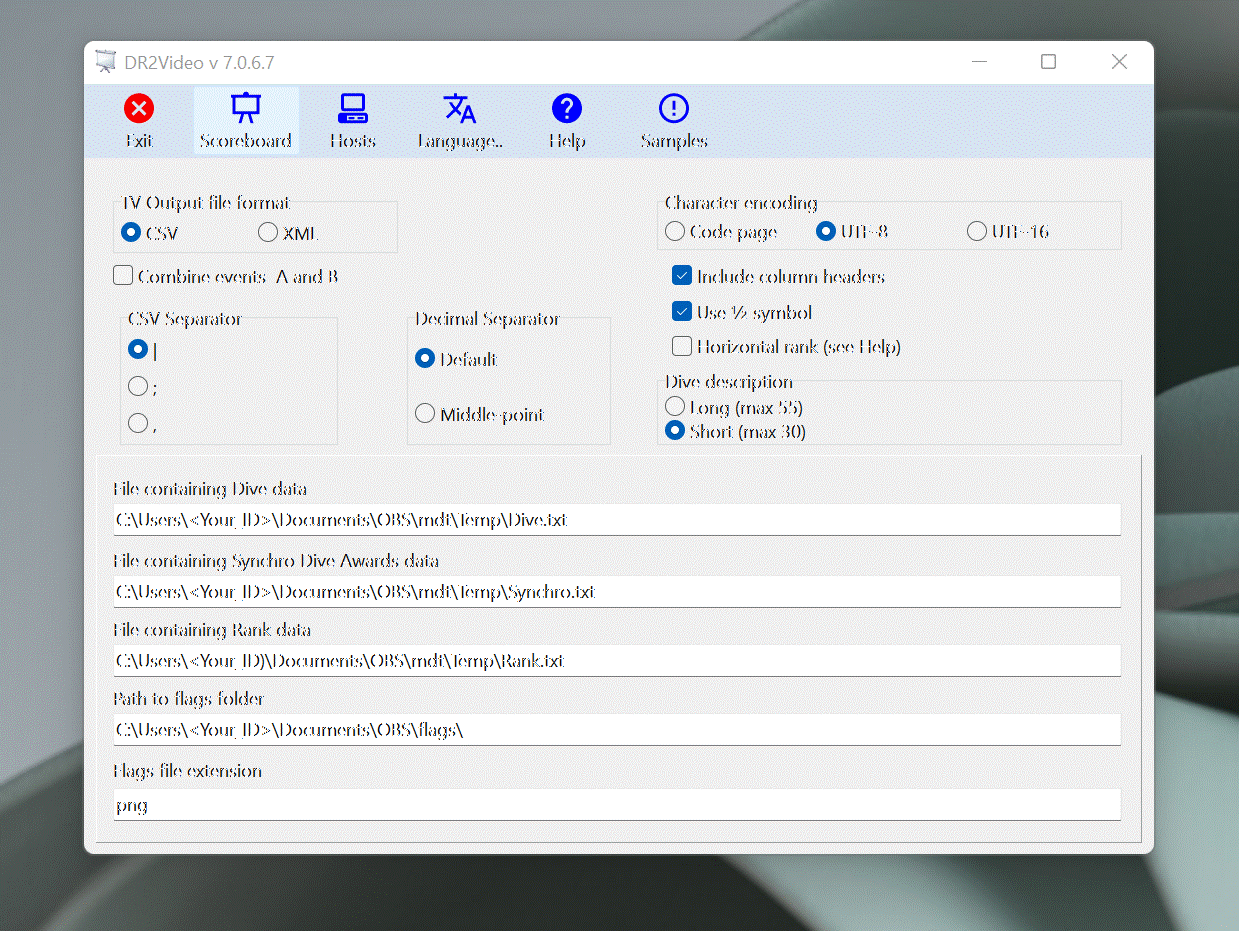 DR2Video v 7.0.6.7
Exit Scoreboard Hosts Language.. Help Samples
TV Output file format
CSV XML
Combine events A and B
CSV Separator
|
;
,
Decimal Separator
Default
Middle-point
Character encoding
Code page UTF-8 UTF-16
Include column headers
Use ½ symbol
Horizontal rank (see Help)
Dive description
Long (max 55)
Short (max 30)
File containing Dive data
C:\Users\<Your_ID>\Documents\OBS\mdt\Temp\Dive.txt
File containing Synchro Dive Awards data
C:\Users\<Your_ID>\Documents\OBS\mdt\Temp\Synchro.txt
File containing Rank data
C:\Users\<Your_ID)\Documents\OBS\mdt\Temp\Rank.txt
Path to flags folder
C:\Users\<Your_ID>\Documents\OBS\flags\
Flags file extension
png